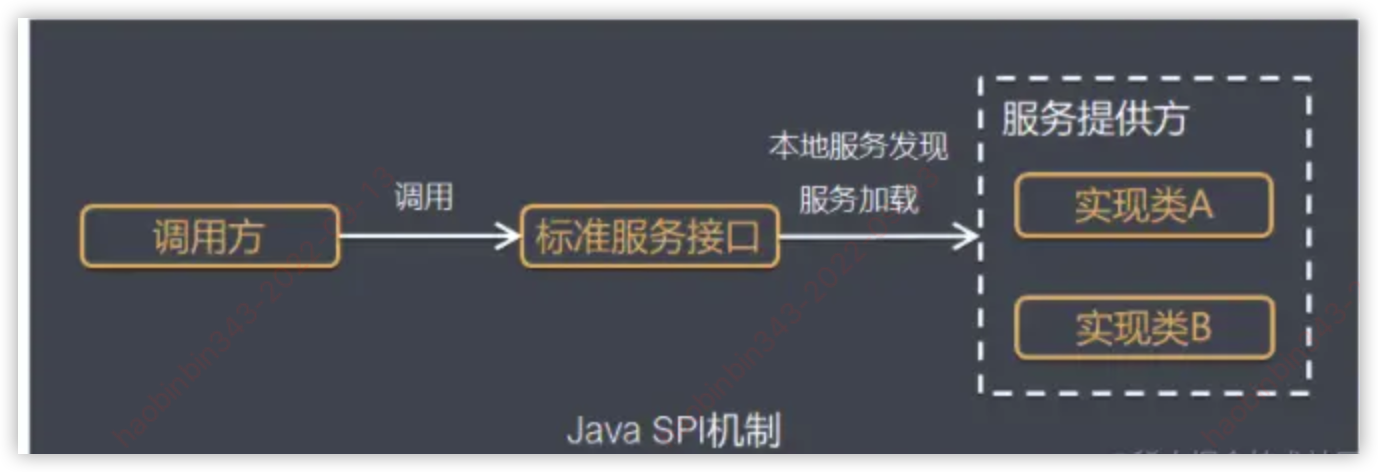 服务提供方
本地服务发现
调用
服务加载
实现类A
调用方
标准服务接口
实现类B
Java SPI机制